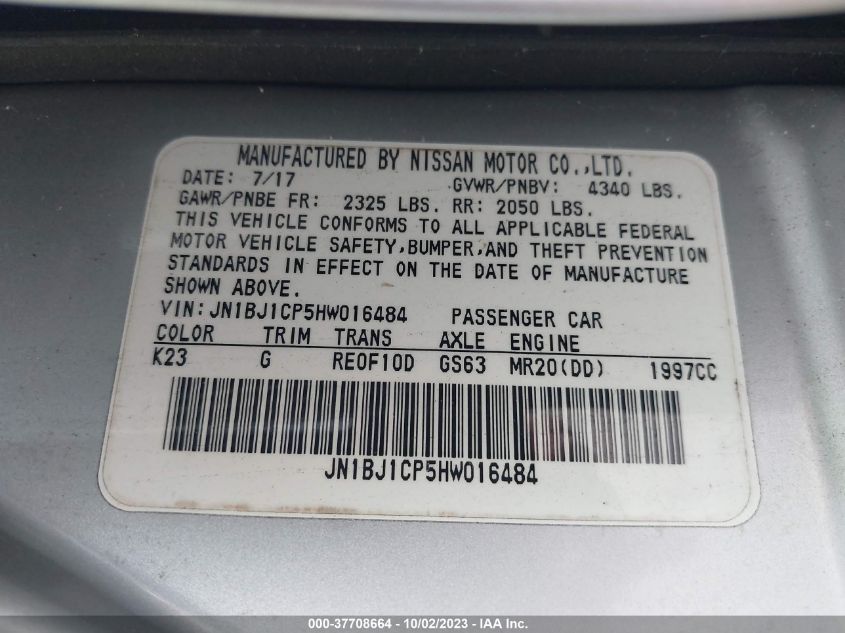 MANUFACTURED BY NISSAN MOTOR CO.,LTD.
DATE: 7/17 GVWR/PNBV: 4340 LBS.
GAWR/PNBE FR: 2325 LBS. RR: 2050 LBS.
THIS VEHICLE CONFORMS TO ALL APPLICABLE FEDERAL
MOTOR VEHICLE SAFETY,BUMPER,AND THEFT PREVENTION
STANDARDS IN EFFECT ON THE DATE OF MANUFACTURE
SHOWN ABOVE.
VIN:JN1BJ1CP5HW016484 PASSENGER CAR
COLOR TRIM TRANS AXLE ENGINE
K23 G RE0F10D GS63 MR20(DD) 1997CC
JN1BJ1CP5HW016484
000-37708664 - 10/02/2023 - IAA Inc.